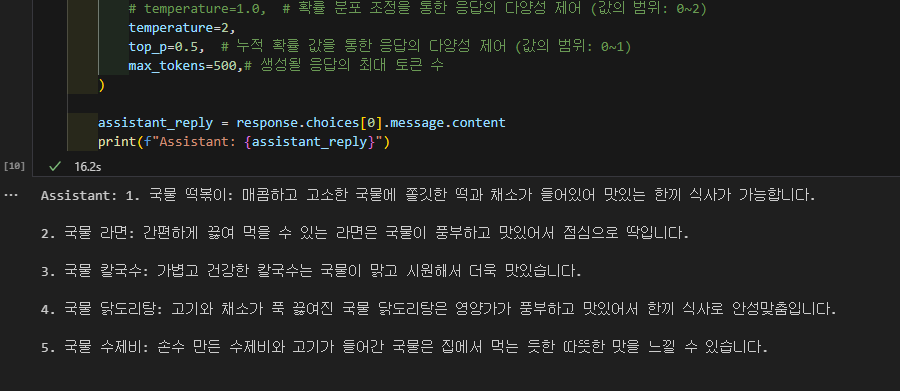 # temperature=1.0,  # 확률 분포 조정을 통한 응답의 다양성 제어 (값의 범위: 0~2)
temperature=2,
top_p=0.5,  # 누적 확률 값을 통한 응답의 다양성 제어 (값의 범위: 0~1)
max_tokens=500,# 생성될 응답의 최대 토큰 수
)
assistant_reply = response.choices[0].message.content
print(f"Assistant: {assistant_reply}")
[10] ✓ 16.2s
... Assistant: 1. 국물 떡볶이: 매콤하고 고소한 국물에 쫄깃한 떡과 채소가 들어있어 맛있는 한끼 식사가 가능합니다.
2. 국물 라면: 간편하게 끓여 먹을 수 있는 라면은 국물이 풍부하고 맛있어서 점심으로 딱입니다.
3. 국물 칼국수: 가볍고 건강한 칼국수는 국물이 맑고 시원해서 더욱 맛있습니다.
4. 국물 닭도리탕: 고기와 채소가 푹 끓여진 국물 닭도리탕은 영양가가 풍부하고 맛있어서 한끼 식사로 안성맞춤입니다.
5. 국물 수제비: 손수 만든 수제비와 고기가 들어간 국물은 집에서 먹는 듯한 따뜻한 맛을 느낄 수 있습니다.